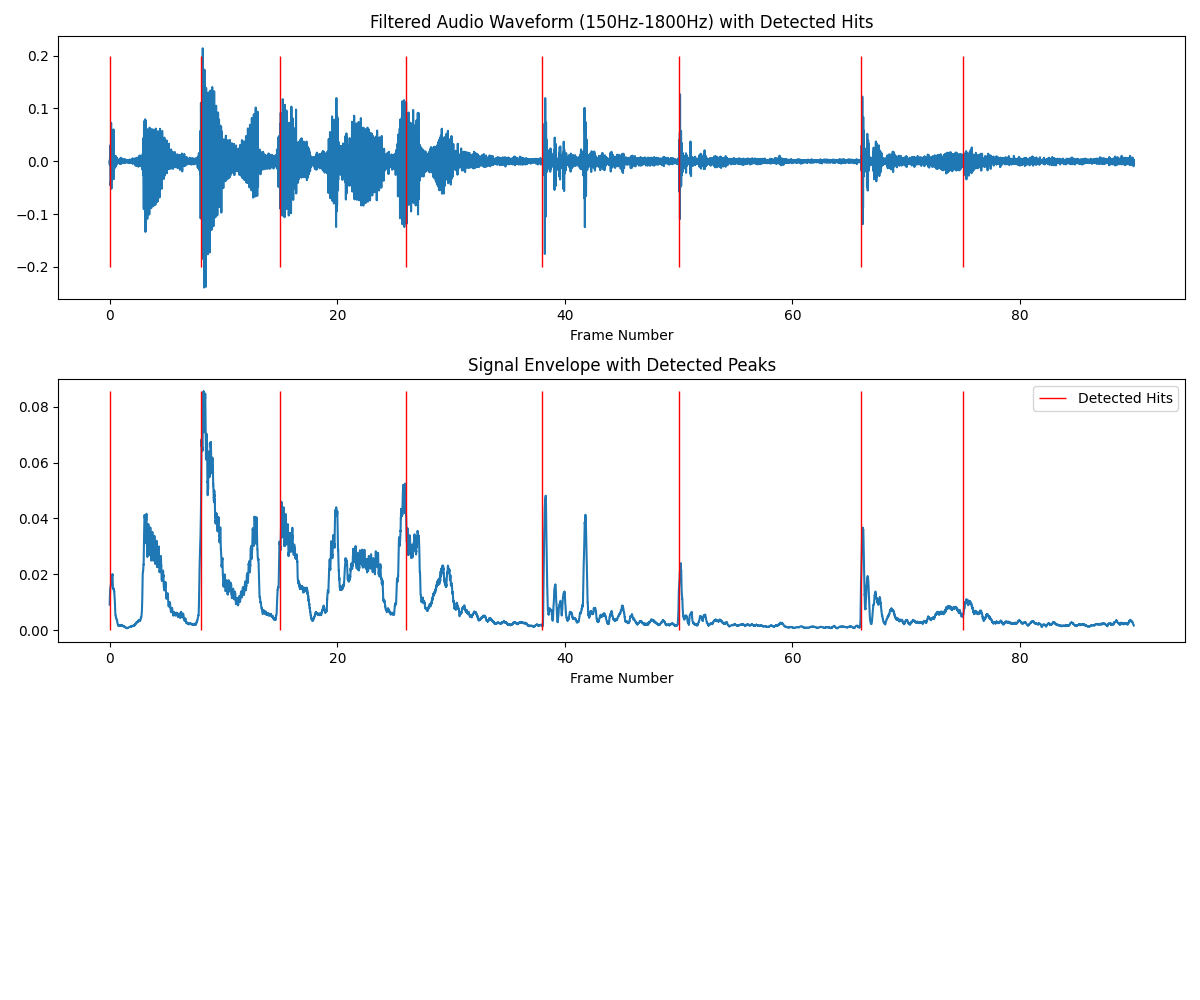 Filtered Audio Waveform (150Hz-1800Hz) with Detected Hits
0.2
0.1
0.0
−0.1
−0.2
0 20 40 60 80
Frame Number
Signal Envelope with Detected Peaks
Detected Hits
0.08
0.06
0.04
0.02
0.00
0 20 40 60 80
Frame Number